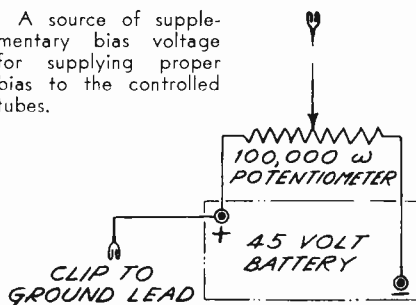 A source of supple-
mentary bias voltage
for supplying proper
bias to the controlled
tubes.
100,000 ω
POTENTIOMETER
+
45 VOLT
BATTERY
–
CLIP TO
GROUND LEAD